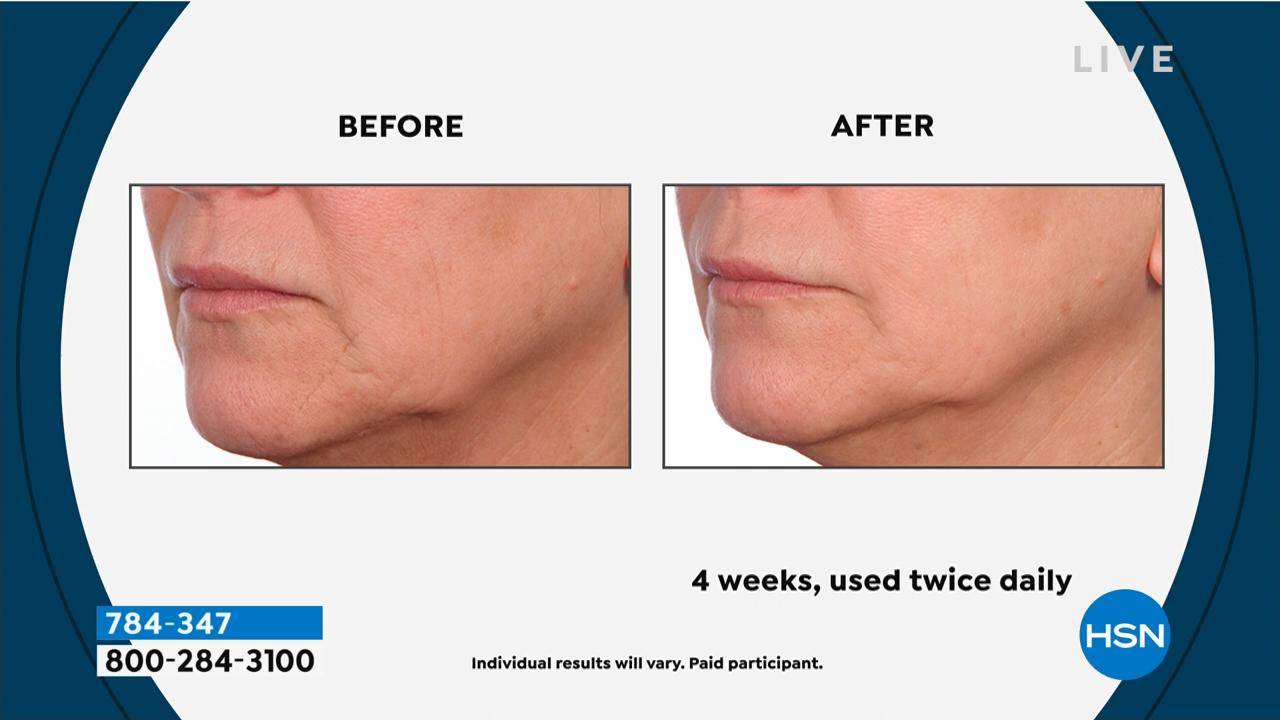 LIVE
BEFORE
AFTER
4 weeks, used twice daily
784-347
800-284-3100
HSN
Individual results will vary. Paid participant.